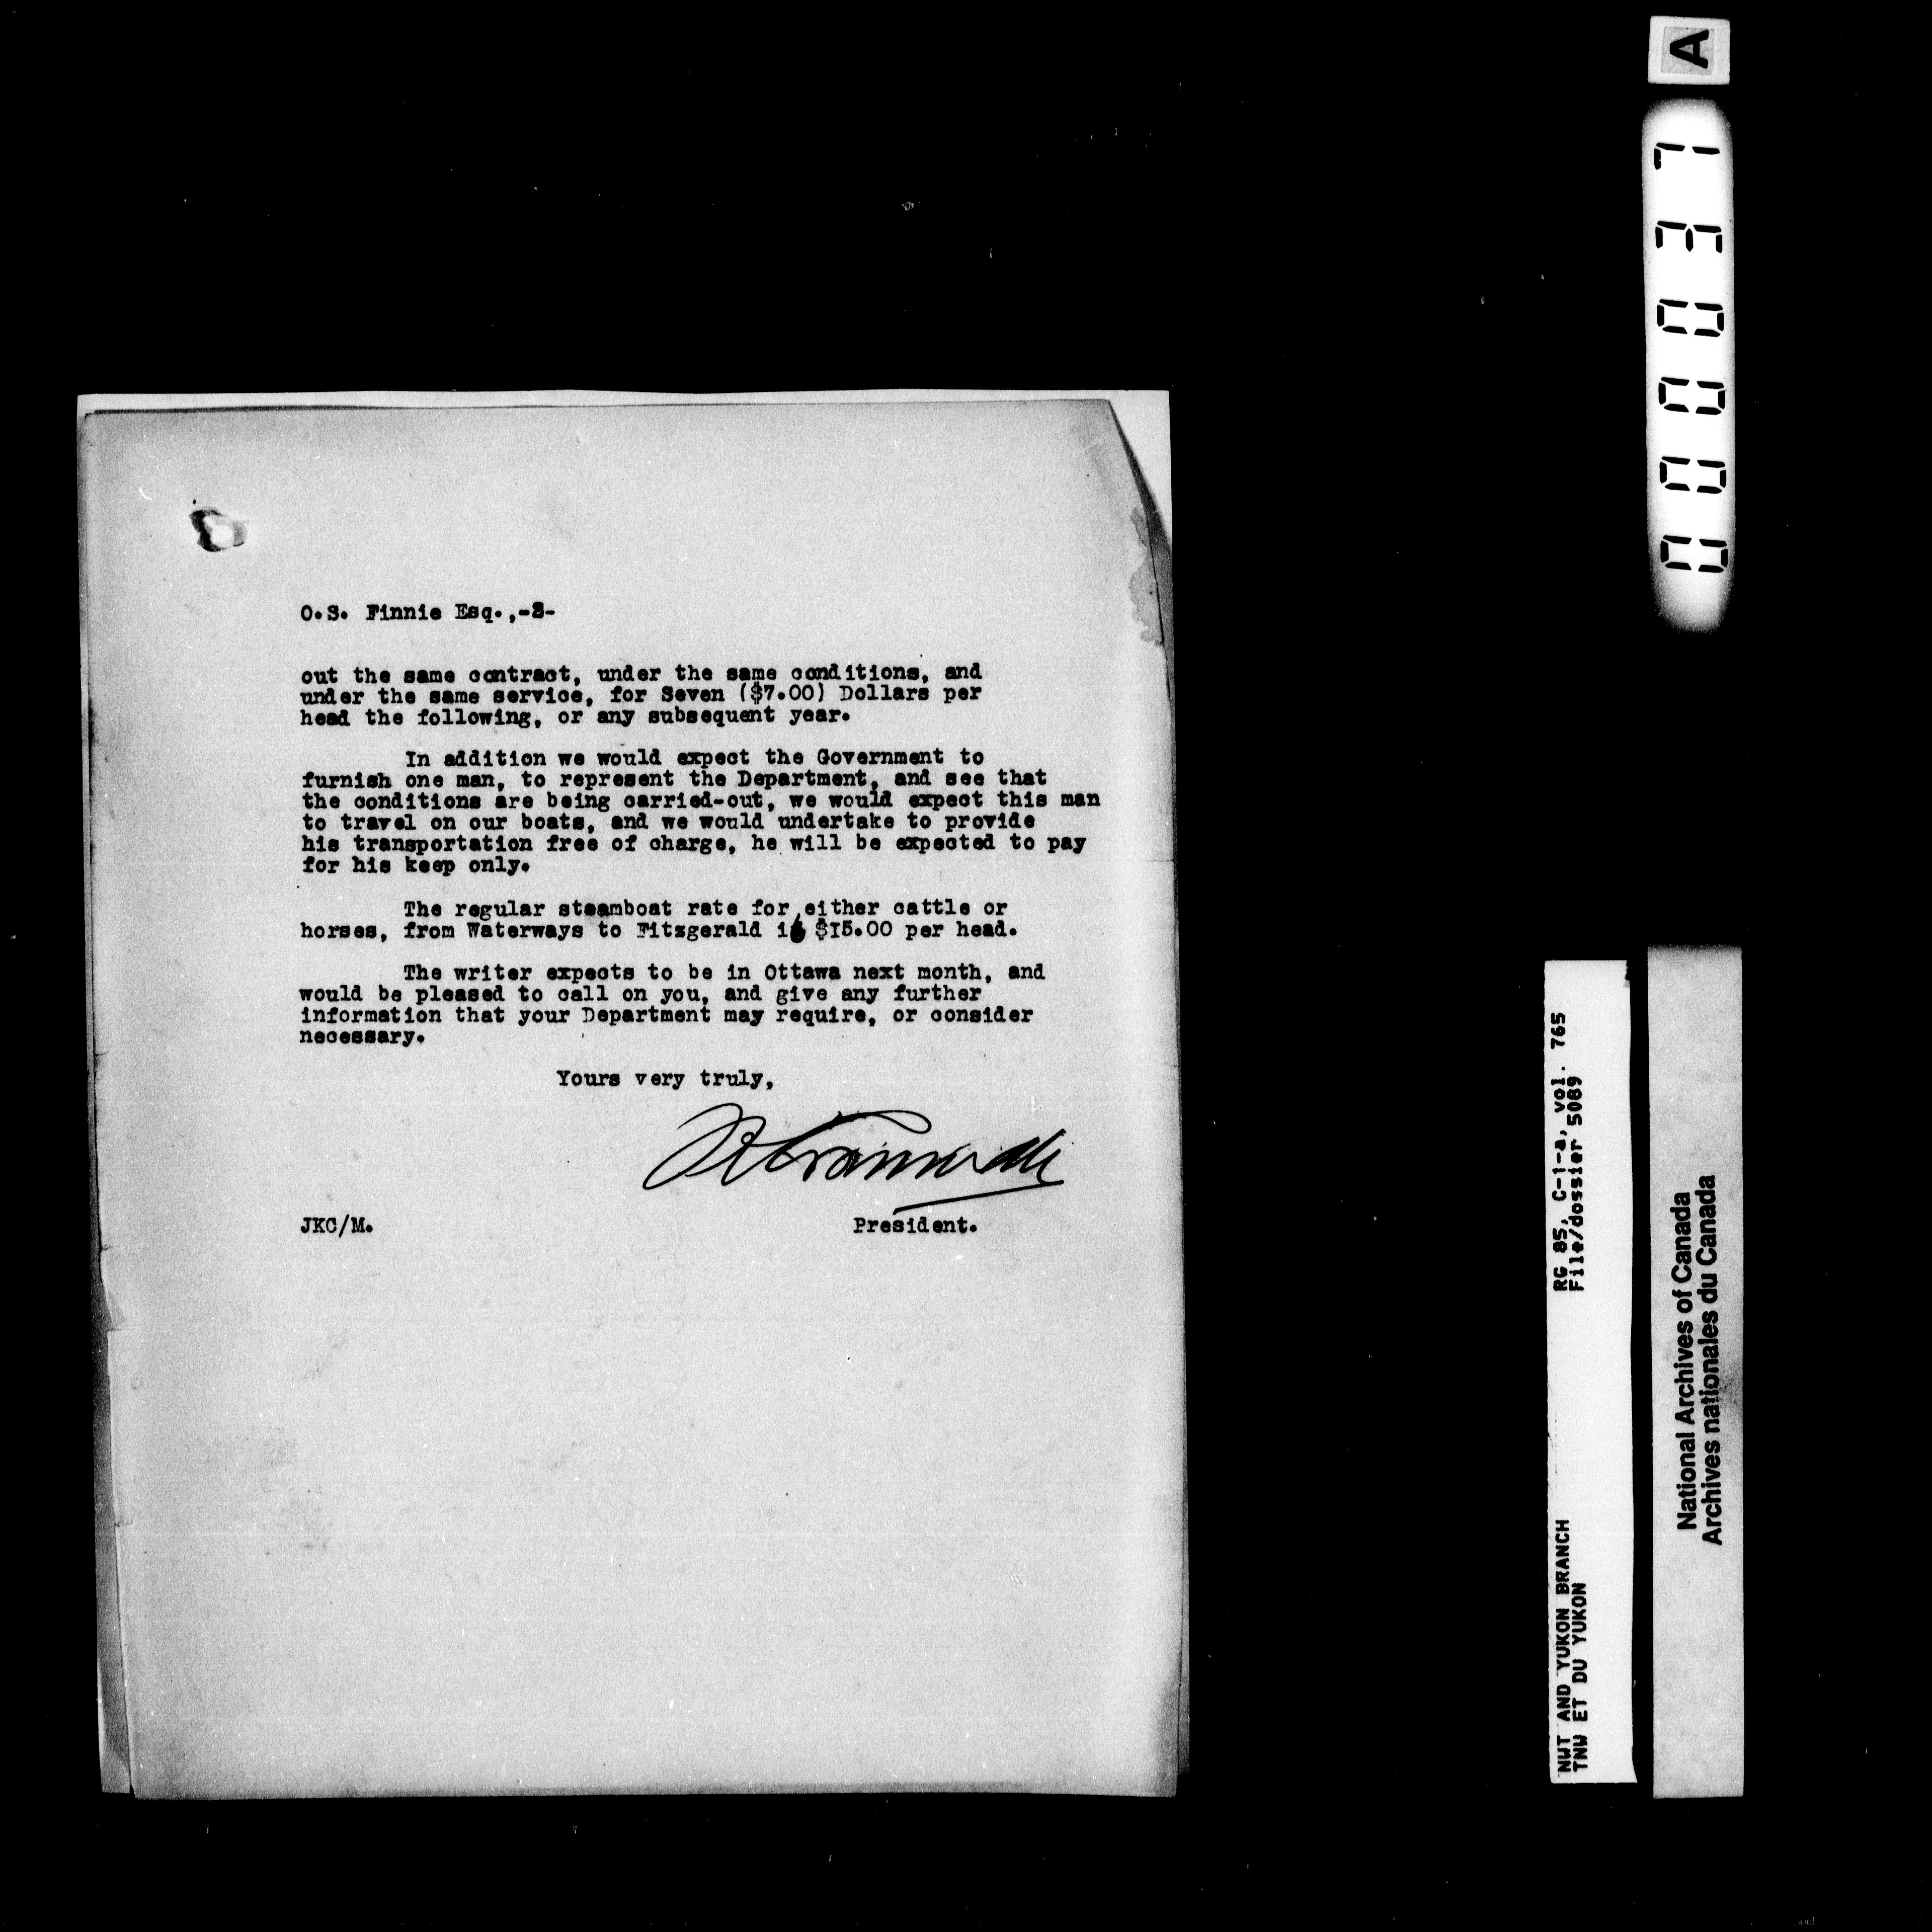 O.S. Finnie Esq.,-2-
out the same contract, under the same conditions, and
under the same service, for Seven ($7.00) Dollars per
head the following, or any subsequent year.
In addition we would expect the Government to
furnish one man, to represent the Department, and see that
the conditions are being carried-out, we would expect this man
to travel on our boats, and we would undertake to provide
his transportation free of charge, he will be expected to pay
for his keep only.
The regular steamboat rate for either cattle or
horses, from Waterways to Fitzgerald is $15.00 per head.
The writer expects to be in Ottawa next month, and
would be pleased to call on you, and give any further
information that your Department may require, or consider
necessary.
Yours very truly,
JKC/M.
President.
A
000037
RG 85, C-1-a, vol. 765
File/dossier 5089
NWT AND YUKON BRANCH
TNW ET DU YUKON
National Archives of Canada
Archives nationales du Canada